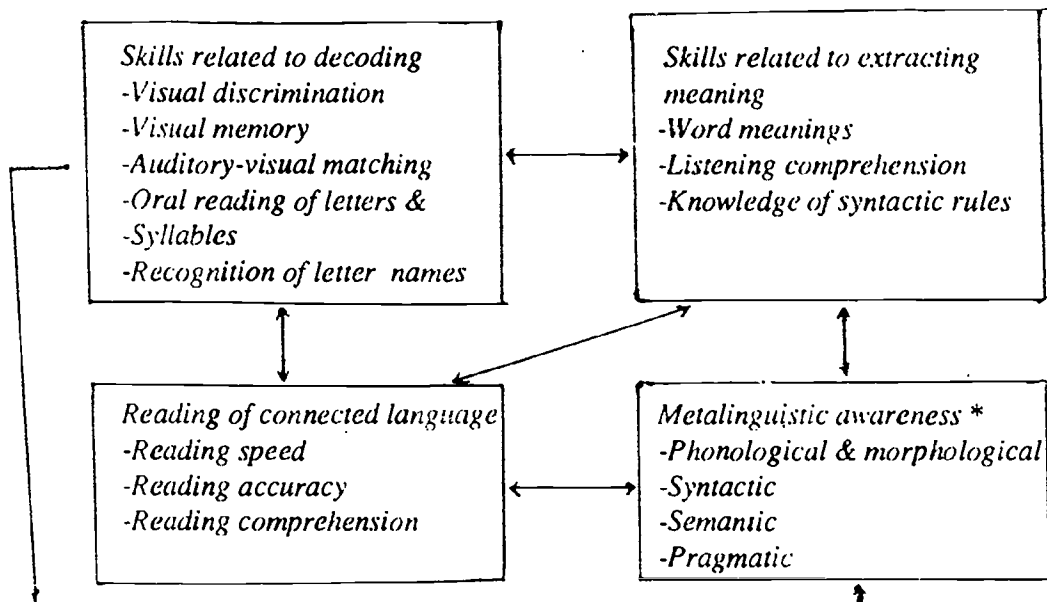 Skills related to decoding
-Visual discrimination
-Visual memory
-Auditory-visual matching
-Oral reading of letters &
-Syllables
-Recognition of letter names
Skills related to extracting
meaning
-Word meanings
-Listening comprehension
-Knowledge of syntactic rules
Reading of connected language
-Reading speed
-Reading accuracy
-Reading comprehension
Metalinguistic awareness *
-Phonological & morphological
-Syntactic
-Semantic
-Pragmatic